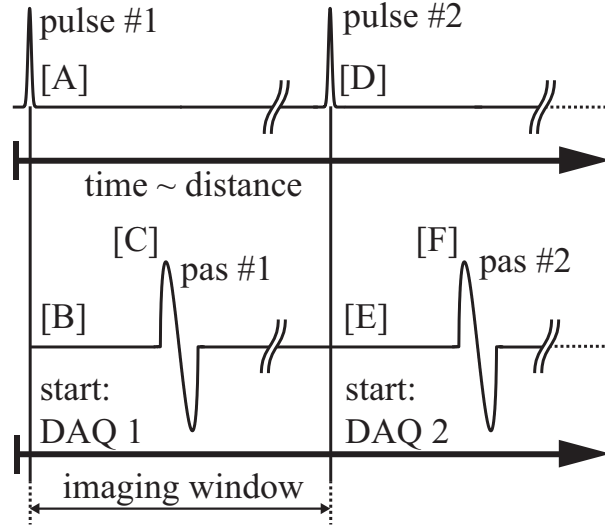 pulse #1
pulse #2
[A]
[D]
time ~ distance
[C]
[F]
pas #1
pas #2
[B]
[E]
start:
DAQ 1
start:
DAQ 2
imaging window